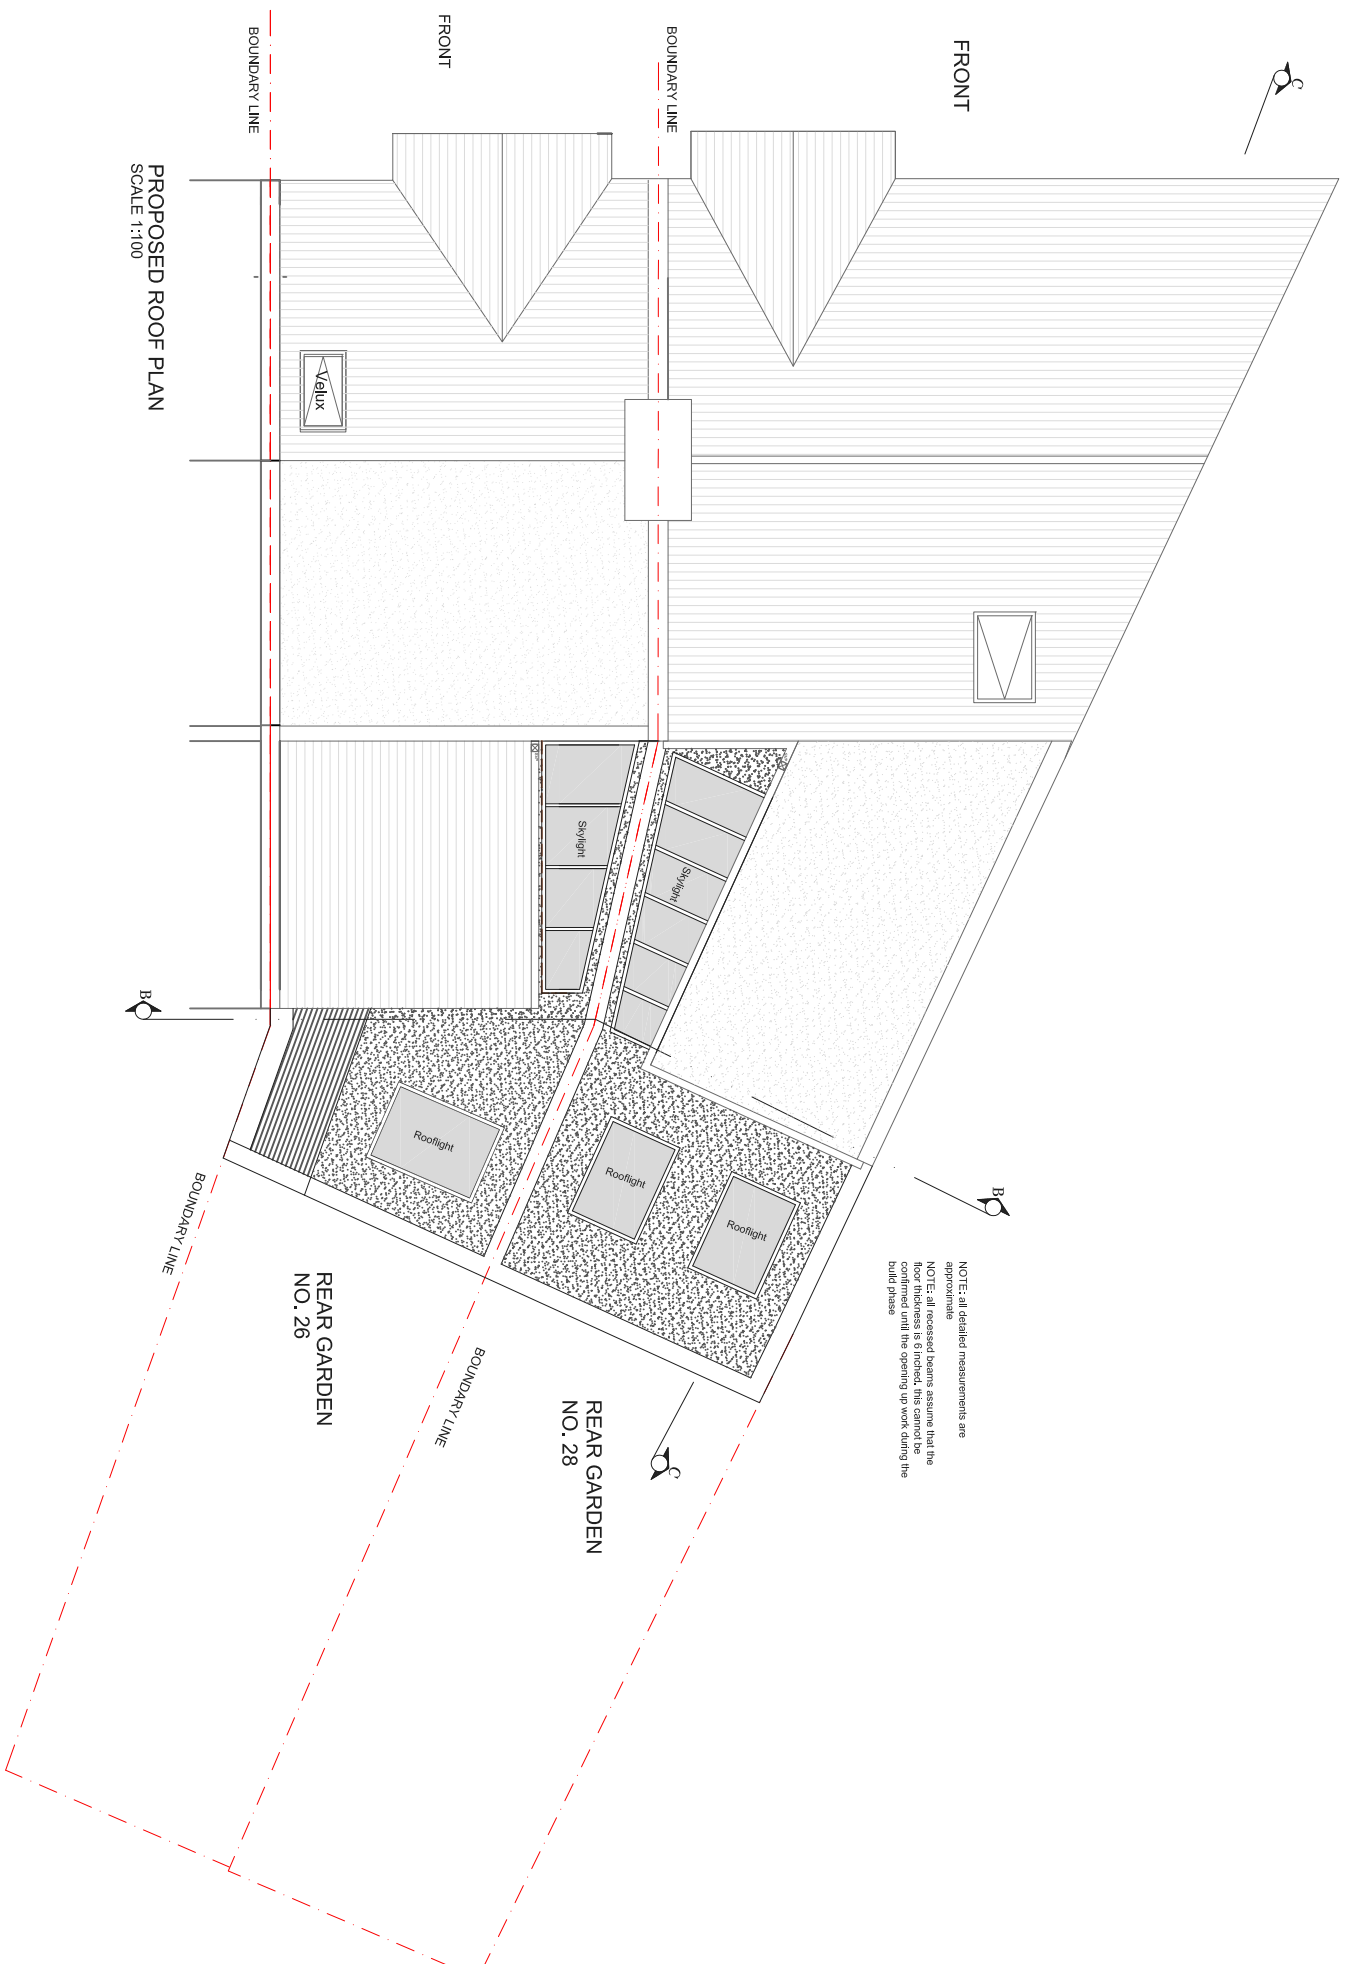 FRONT
FRONT
BOUNDARY LINE
BOUNDARY LINE
C
PROPOSED ROOF PLAN
SCALE 1:100
Velux
Skylight
Skylight
B
B
Rooflight
Rooflight
Rooflight
BOUNDARY LINE
BOUNDARY LINE
REAR GARDEN
NO. 26
REAR GARDEN
NO. 28
C
NOTE: all detailed measurements are
approximate
NOTE: all recessed beams assume that the
floor thickness is 6 inched, this cannot be
confirmed until the opening up work during the
build phase